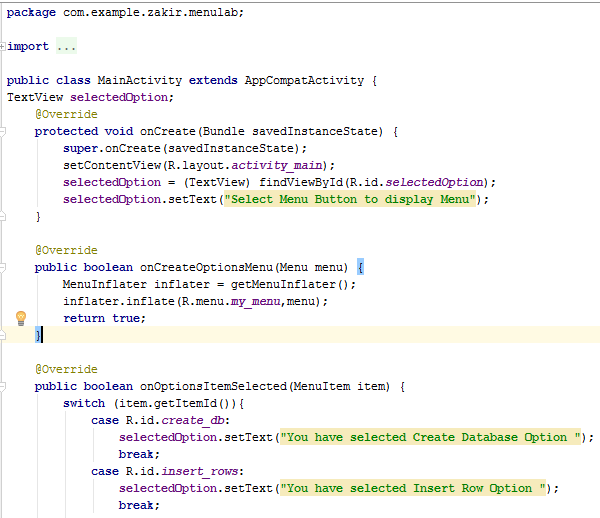 package com.example.zakir.menulab;
import ...
public class MainActivity extends AppCompatActivity {
TextView selectedOption;
@Override
protected void onCreate(Bundle savedInstanceState) {
super.onCreate(savedInstanceState);
setContentView(R.layout.activity_main);
selectedOption = (TextView) findViewById(R.id.selectedOption);
selectedOption.setText("Select Menu Button to display Menu");
}
@Override
public boolean onCreateOptionsMenu(Menu menu) {
MenuInflater inflater = getMenuInflater();
inflater.inflate(R.menu.my_menu,menu);
return true;
}
@Override
public boolean onOptionsItemSelected(MenuItem item) {
switch (item.getItemId()){
case R.id.create_db:
selectedOption.setText("You have selected Create Database Option ");
break;
case R.id.insert_rows:
selectedOption.setText("You have selected Insert Row Option ");
break;